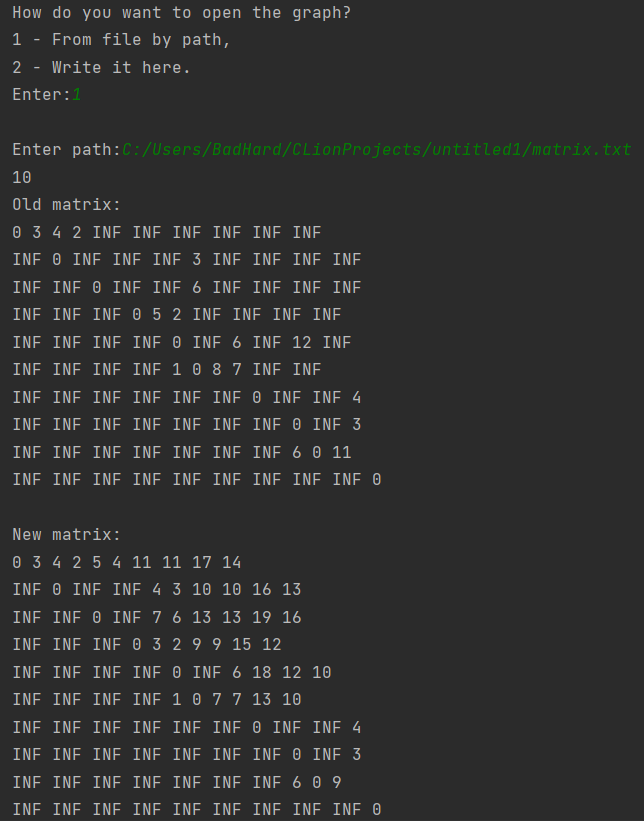 How do you want to open the graph?
1 - From file by path,
2 - Write it here.
Enter:1
Enter path:C:/Users/BadHard/CLionProjects/untitled1/matrix.txt
10
Old matrix:
0 3 4 2 INF INF INF INF INF INF
INF 0 INF INF INF 3 INF INF INF INF
INF INF 0 INF INF 6 INF INF INF INF
INF INF INF 0 5 2 INF INF INF INF
INF INF INF INF 0 INF 6 INF 12 INF
INF INF INF INF 1 0 8 7 INF INF
INF INF INF INF INF INF 0 INF INF 4
INF INF INF INF INF INF INF 0 INF 3
INF INF INF INF INF INF INF 6 0 11
INF INF INF INF INF INF INF INF INF 0
New matrix:
0 3 4 2 5 4 11 11 17 14
INF 0 INF INF 4 3 10 10 16 13
INF INF 0 INF 7 6 13 13 19 16
INF INF INF 0 3 2 9 9 15 12
INF INF INF INF 0 INF 6 18 12 10
INF INF INF INF 1 0 7 7 13 10
INF INF INF INF INF INF 0 INF INF 4
INF INF INF INF INF INF INF 0 INF 3
INF INF INF INF INF INF INF 6 0 9
INF INF INF INF INF INF INF INF INF 0